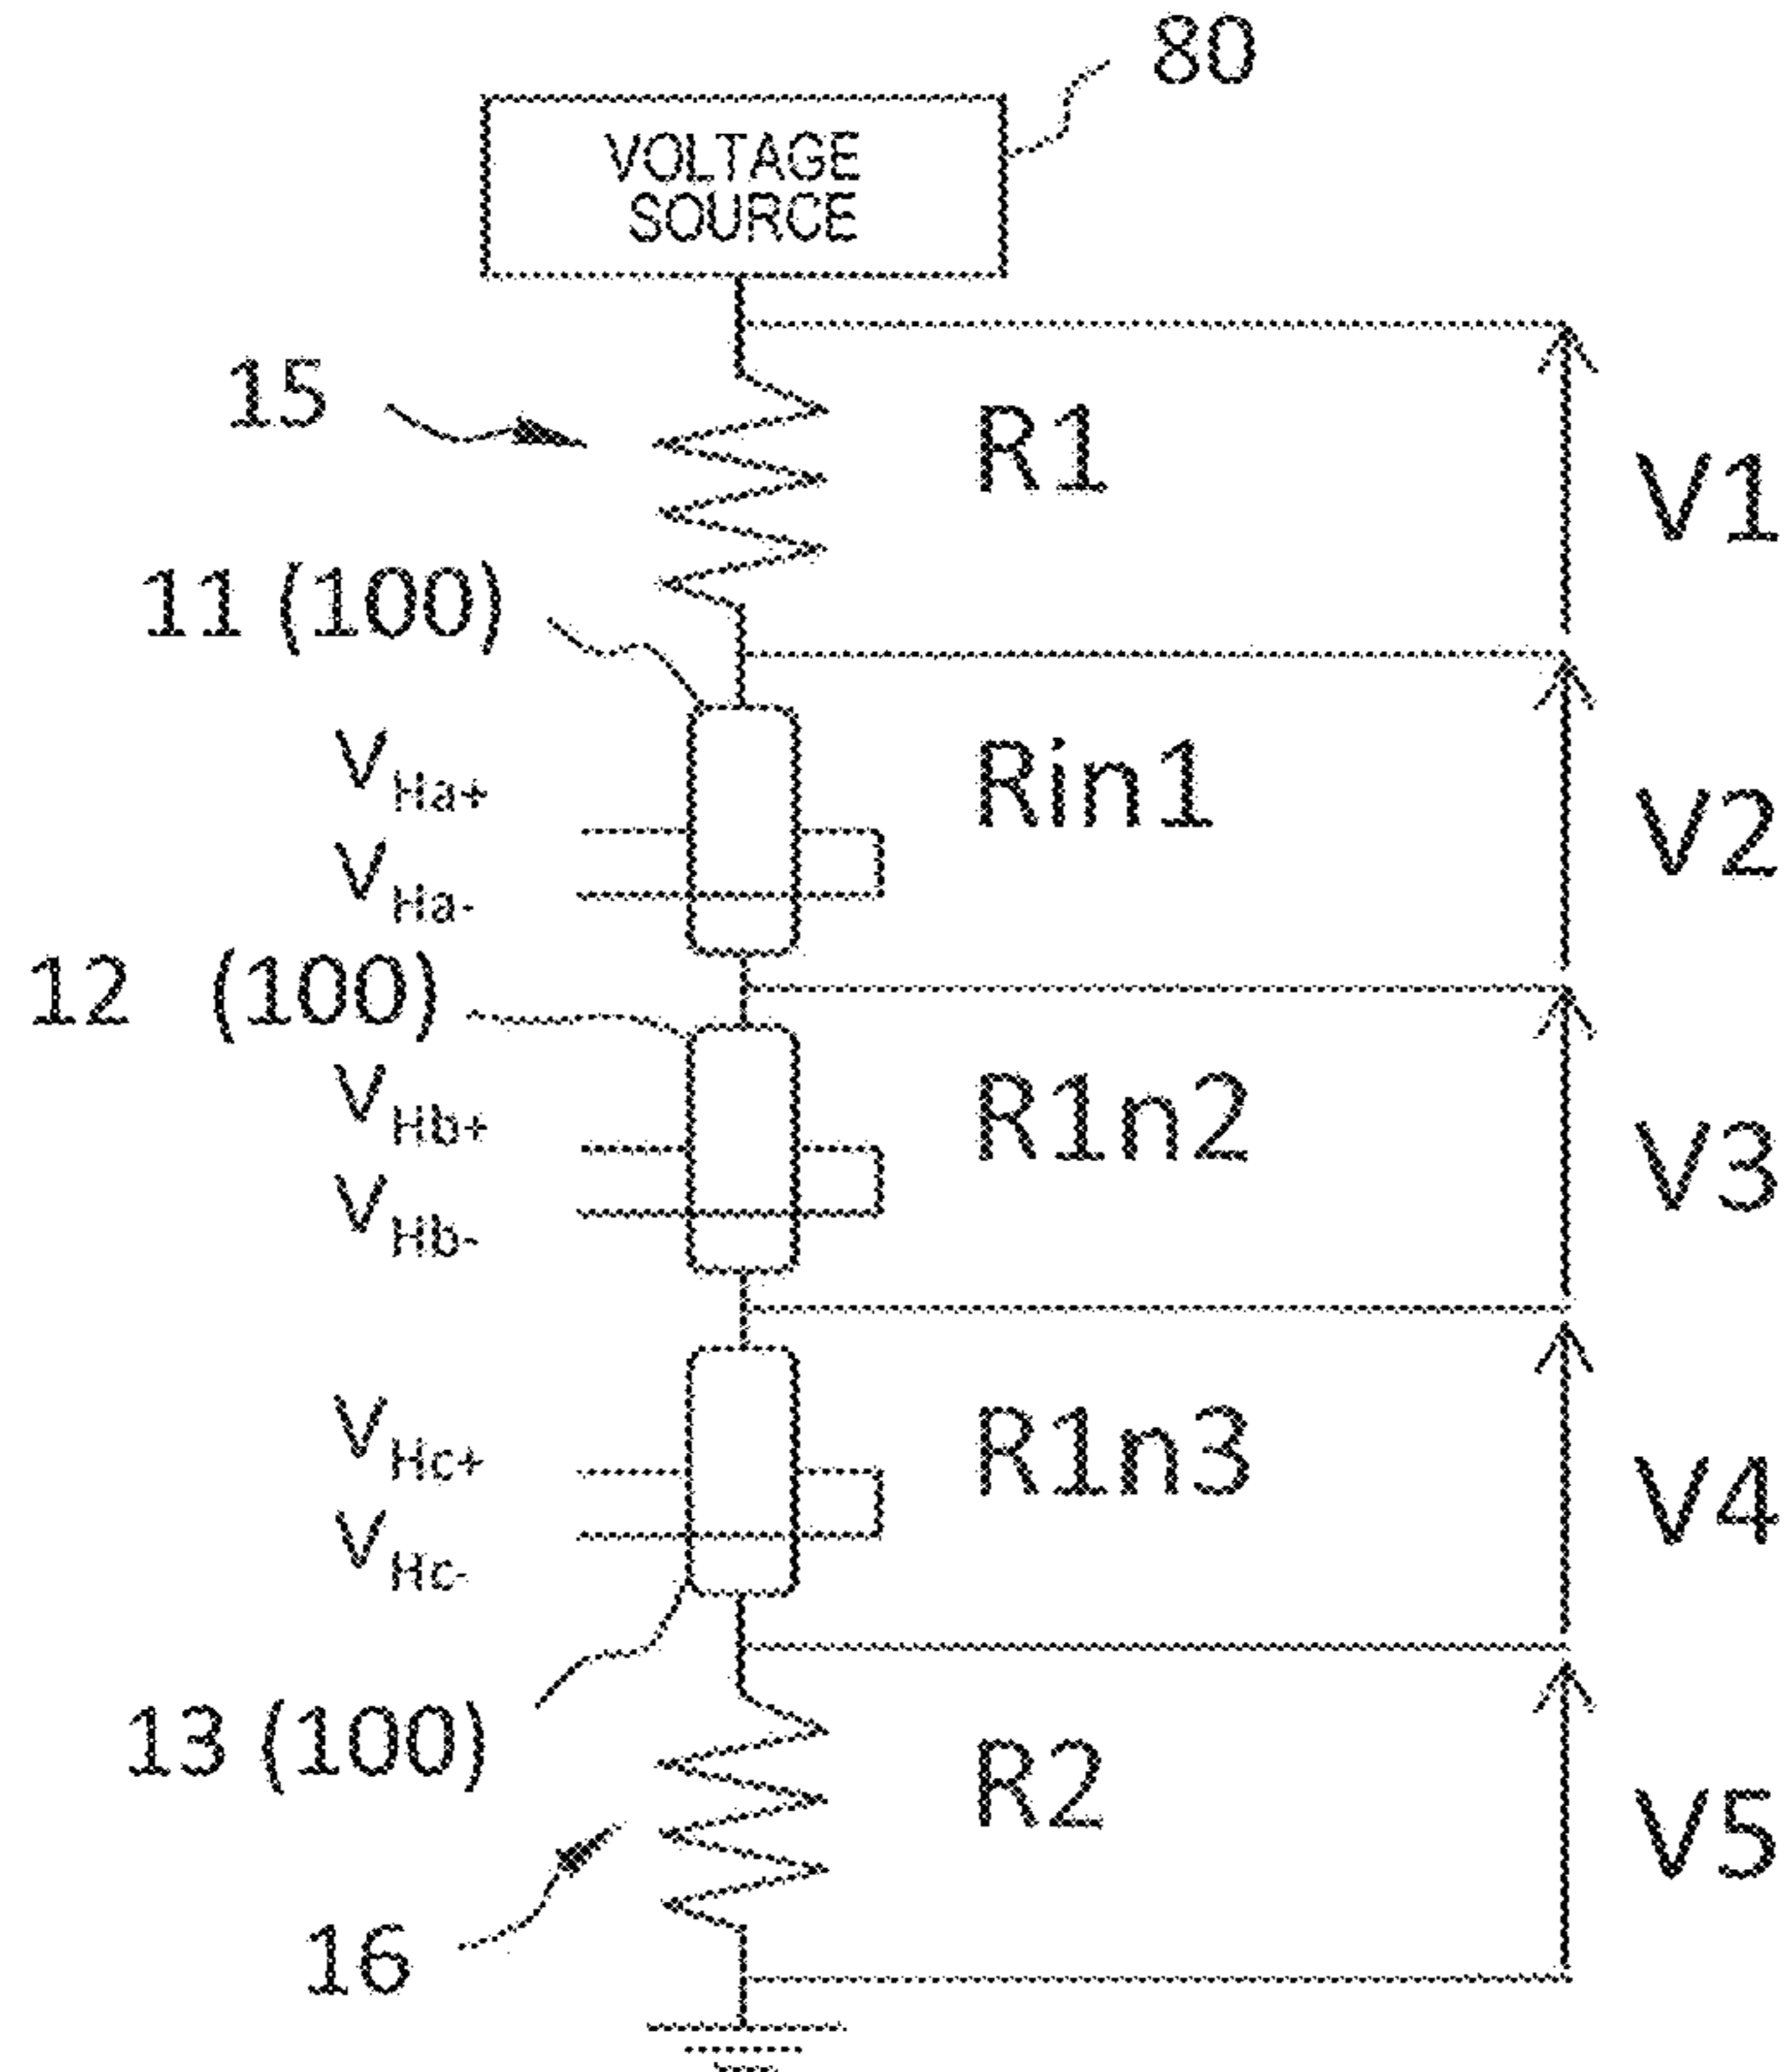 80
VOLTAGE
SOURCE
15
R1
V1
11 (100)
VHa+
Rin1
V2
VHa-
12 (100)
VHb+
R1n2
V3
VHb-
VHc+
R1n3
V4
VHc-
13 (100)
R2
V5
16